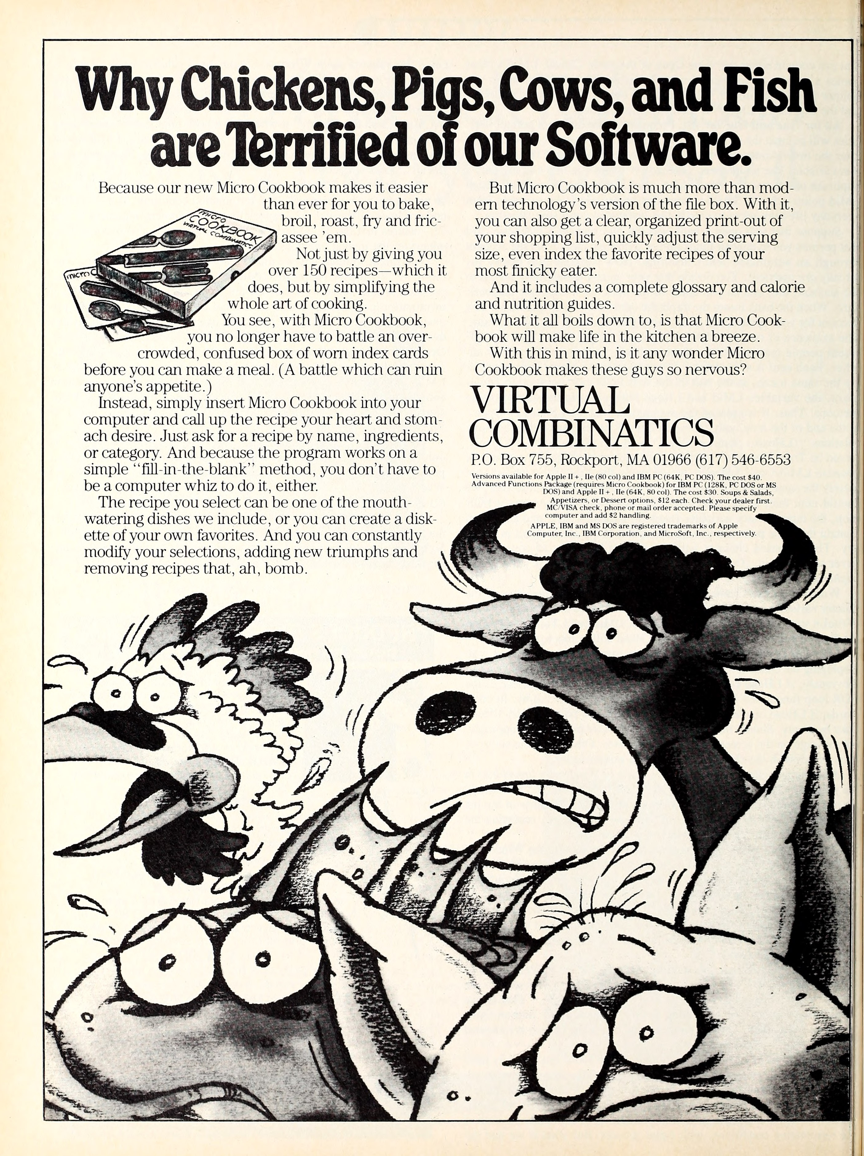 Why Chickens, Pigs, Cows, and Fish
are Terrified of our Software.
Because our new Micro Cookbook makes it easier
than ever for you to bake,
broil, roast, fry and fric-
assee 'em.
Not just by giving you
over 150 recipes—which it
does, but by simplifying the
whole art of cooking.
You see, with Micro Cookbook,
you no longer have to battle an over-
crowded, confused box of worn index cards
before you can make a meal. (A battle which can ruin
anyone's appetite.)
Instead, simply insert Micro Cookbook into your
computer and call up the recipe your heart and stom-
ach desire. Just ask for a recipe by name, ingredients,
or category. And because the program works on a
simple "fill-in-the-blank" method, you don't have to
be a computer whiz to do it, either.
The recipe you select can be one of the mouth-
watering dishes we include, or you can create a disk-
ette of your own favorites. And you can constantly
modify your selections, adding new triumphs and
removing recipes that, ah, bomb.
MICRO
COOKBOOK
VIRTUAL COMBINATICS
MICRO
But Micro Cookbook is much more than mod-
ern technology's version of the file box. With it,
you can also get a clear, organized print-out of
your shopping list, quickly adjust the serving
size, even index the favorite recipes of your
most finicky eater.
And it includes a complete glossary and calorie
and nutrition guides.
What it all boils down to, is that Micro Cook-
book will make life in the kitchen a breeze.
With this in mind, is it any wonder Micro
Cookbook makes these guys so nervous?
VIRTUAL
COMBINATICS
P.O. Box 755, Rockport, MA 01966 (617) 546-6553
Versions available for Apple II+, IIe (80 col) and IBM PC (64K, PC DOS). The cost $40.
Advanced Functions Package (requires Micro Cookbook) for IBM PC (128K, PC DOS or MS
DOS) and Apple II+, IIe (64K, 80 col). The cost $30. Soups & Salads,
Appetizers, or Dessert options, $12 each. Check your dealer first.
MC/VISA check, phone or mail order accepted. Please specify
computer and add $2 handling.
APPLE, IBM and MS DOS are registered trademarks of Apple
Computer, Inc., IBM Corporation, and MicroSoft, Inc., respectively.